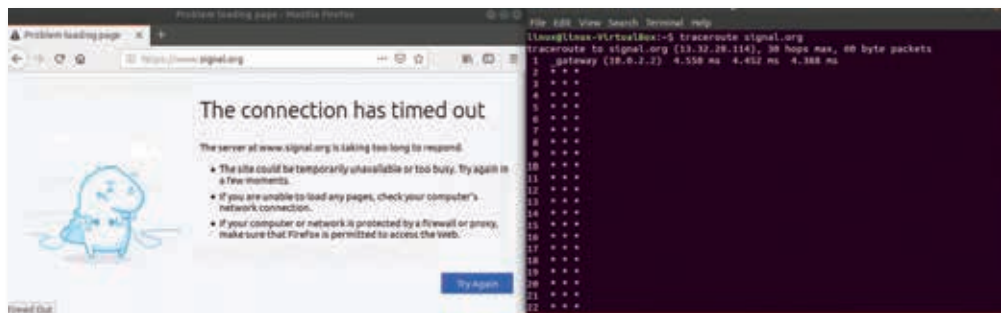 Problem loading page - Mozilla Firefox
Problem loading page
https://www.signal.org
The connection has timed out
The server at www.signal.org is taking too long to respond.
The site could be temporarily unavailable or too busy. Try again in
a few moments.
If you are unable to load any pages, check your computer's
network connection.
If your computer or network is protected by a firewall or proxy,
make sure that Firefox is permitted to access the Web.
Try Again
Timed Out
File Edit View Search Terminal Help
linux@linux-VirtualBox:~$ traceroute signal.org
traceroute to signal.org (13.32.28.114), 30 hops max, 60 byte packets
1 _gateway (10.0.2.2) 4.550 ms 4.452 ms 4.388 ms
2 * * *
3 * * *
4 * * *
5 * * *
6 * * *
7 * * *
8 * * *
9 * * *
10 * * *
11 * * *
12 * * *
13 * * *
14 * * *
15 * * *
16 * * *
17 * * *
18 * * *
19 * * *
20 * * *
21 * * *
22 * * *